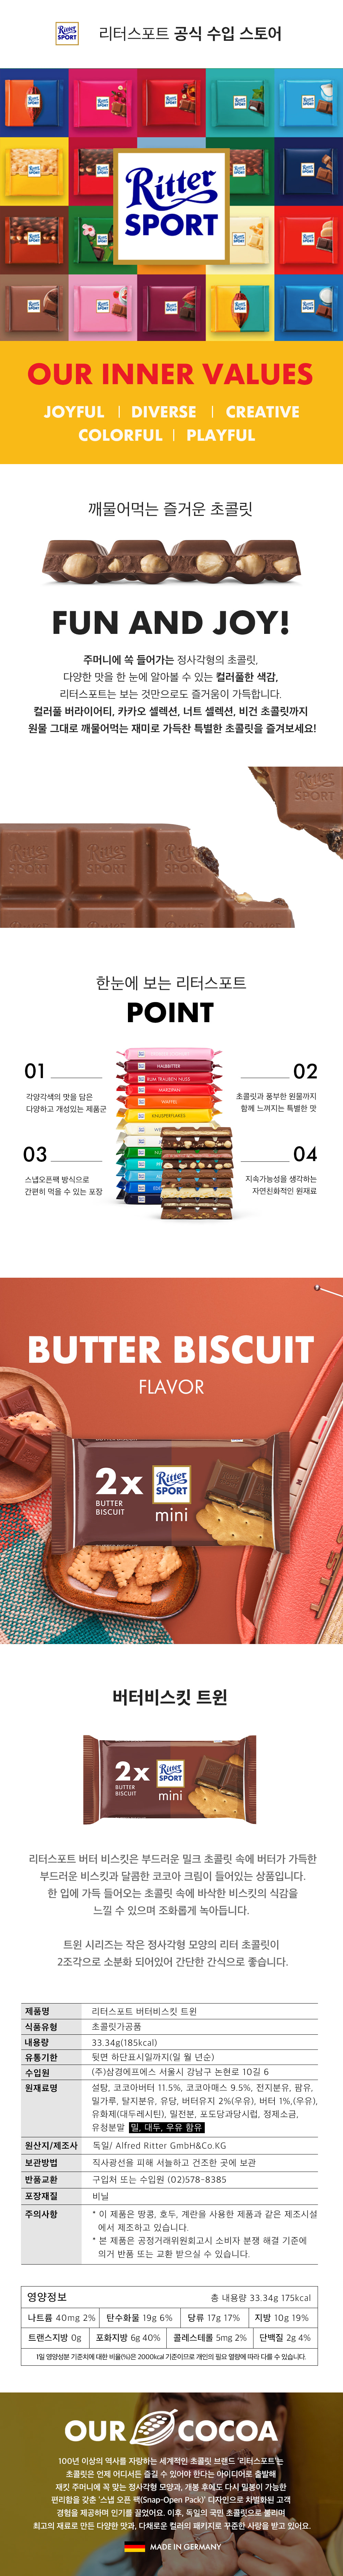 Ritter SPORT 리터스포트 공식 수입 스토어
Ritter
SPORT
OUR INNER VALUES
JOYFUL | DIVERSE | CREATIVE
COLORFUL | PLAYFUL
깨물어먹는 즐거운 초콜릿
FUN AND JOY!
주머니에 쏙 들어가는 정사각형의 초콜릿,
다양한 맛을 한 눈에 알아볼 수 있는 컬러풀한 색감,
리터스포트는 보는 것만으로도 즐거움이 가득합니다.
컬러풀 버라이어티, 카카오 셀렉션, 너트 셀렉션, 비건 초콜릿까지
원물 그대로 깨물어먹는 재미로 가득찬 특별한 초콜릿을 즐겨보세요!
한눈에 보는 리터스포트
POINT
01
각양각색의 맛을 담은
다양하고 개성있는 제품군
02
초콜릿과 풍부한 원물까지
함께 느껴지는 특별한 맛
HALBBITTER
RUM TRAUBEN NUSS
MARZIPAN
KNUSPERFLAKES
03
스냅오픈팩 방식으로
간편히 먹을 수 있는 포장
04
지속가능성을 생각하는
자연친화적인 원재료
BUTTER BISCUIT
FLAVOR
2x
BUTTER
BISCUIT
Ritter
SPORT
mini
버터비스킷 트윈
2x
BUTTER
BISCUIT
Ritter
SPORT
mini
리터스포트 버터 비스킷은 부드러운 밀크 초콜릿 속에 버터가 가득한
부드러운 비스킷과 달콤한 코코아 크림이 들어있는 상품입니다.
한 입에 가득 들어오는 초콜릿 속에 바삭한 비스킷의 식감을
느낄 수 있으며 조화롭게 녹아듭니다.
트윈 시리즈는 작은 정사각형 모양의 리터 초콜릿이
2조각으로 소분화 되어있어 간단한 간식으로 좋습니다.
제품명 리터스포트 버터비스킷 트윈
식품유형 초콜릿가공품
내용량 33.34g(185kcal)
유통기한 뒷면 하단표시일까지(일 월 년순)
수입원 (주)삼경에프에스 서울시 강남구 논현로 10길 6
원재료명 설탕, 코코아버터 11.5%, 코코아매스 9.5%, 전지분유, 팜유,
밀가루, 탈지분유, 유당, 버터유지 2%(우유), 버터 1%,(우유),
유화제(대두레시틴), 밀전분, 포도당과당시럽, 정제소금,
유청분말 밀, 대두, 우유 함유
원산지/제조사 독일/ Alfred Ritter GmbH&Co.KG
보관방법 직사광선을 피해 서늘하고 건조한 곳에 보관
반품교환 구입처 또는 수입원 (02)578-8385
포장재질 비닐
주의사항 * 이 제품은 땅콩, 호두, 계란을 사용한 제품과 같은 제조시설
에서 제조하고 있습니다.
* 본 제품은 공정거래위원회고시 소비자 분쟁 해결 기준에
의거 반품 또는 교환 받으실 수 있습니다.
영양정보 총 내용량 33.34g 175kcal
나트륨 40mg 2% 탄수화물 19g 6% 당류 17g 17% 지방 10g 19%
트랜스지방 0g 포화지방 6g 40% 콜레스테롤 5mg 2% 단백질 2g 4%
1일 영양성분 기준치에 대한 비율(%)은 2000kcal 기준이므로 개인의 필요 열량에 따라 다를 수 있습니다.
OUR COCOA
100년 이상의 역사를 자랑하는 세계적인 초콜릿 브랜드 '리터스포트'는
초콜릿은 언제 어디서든 즐길 수 있어야 한다는 아이디어로 출발해
재킷 주머니에 꼭 맞는 정사각형 모양과, 개봉 후에도 다시 밀봉이 가능한
편리함을 갖춘 '스냅 오픈 팩(Snap-Open Pack)' 디자인으로 차별화된 고객
경험을 제공하며 인기를 끌었어요. 이후, 독일의 국민 초콜릿으로 불리며
최고의 재료로 만든 다양한 맛과, 다채로운 컬러의 패키지로 꾸준한 사랑을 받고 있어요.
MADE IN GERMANY